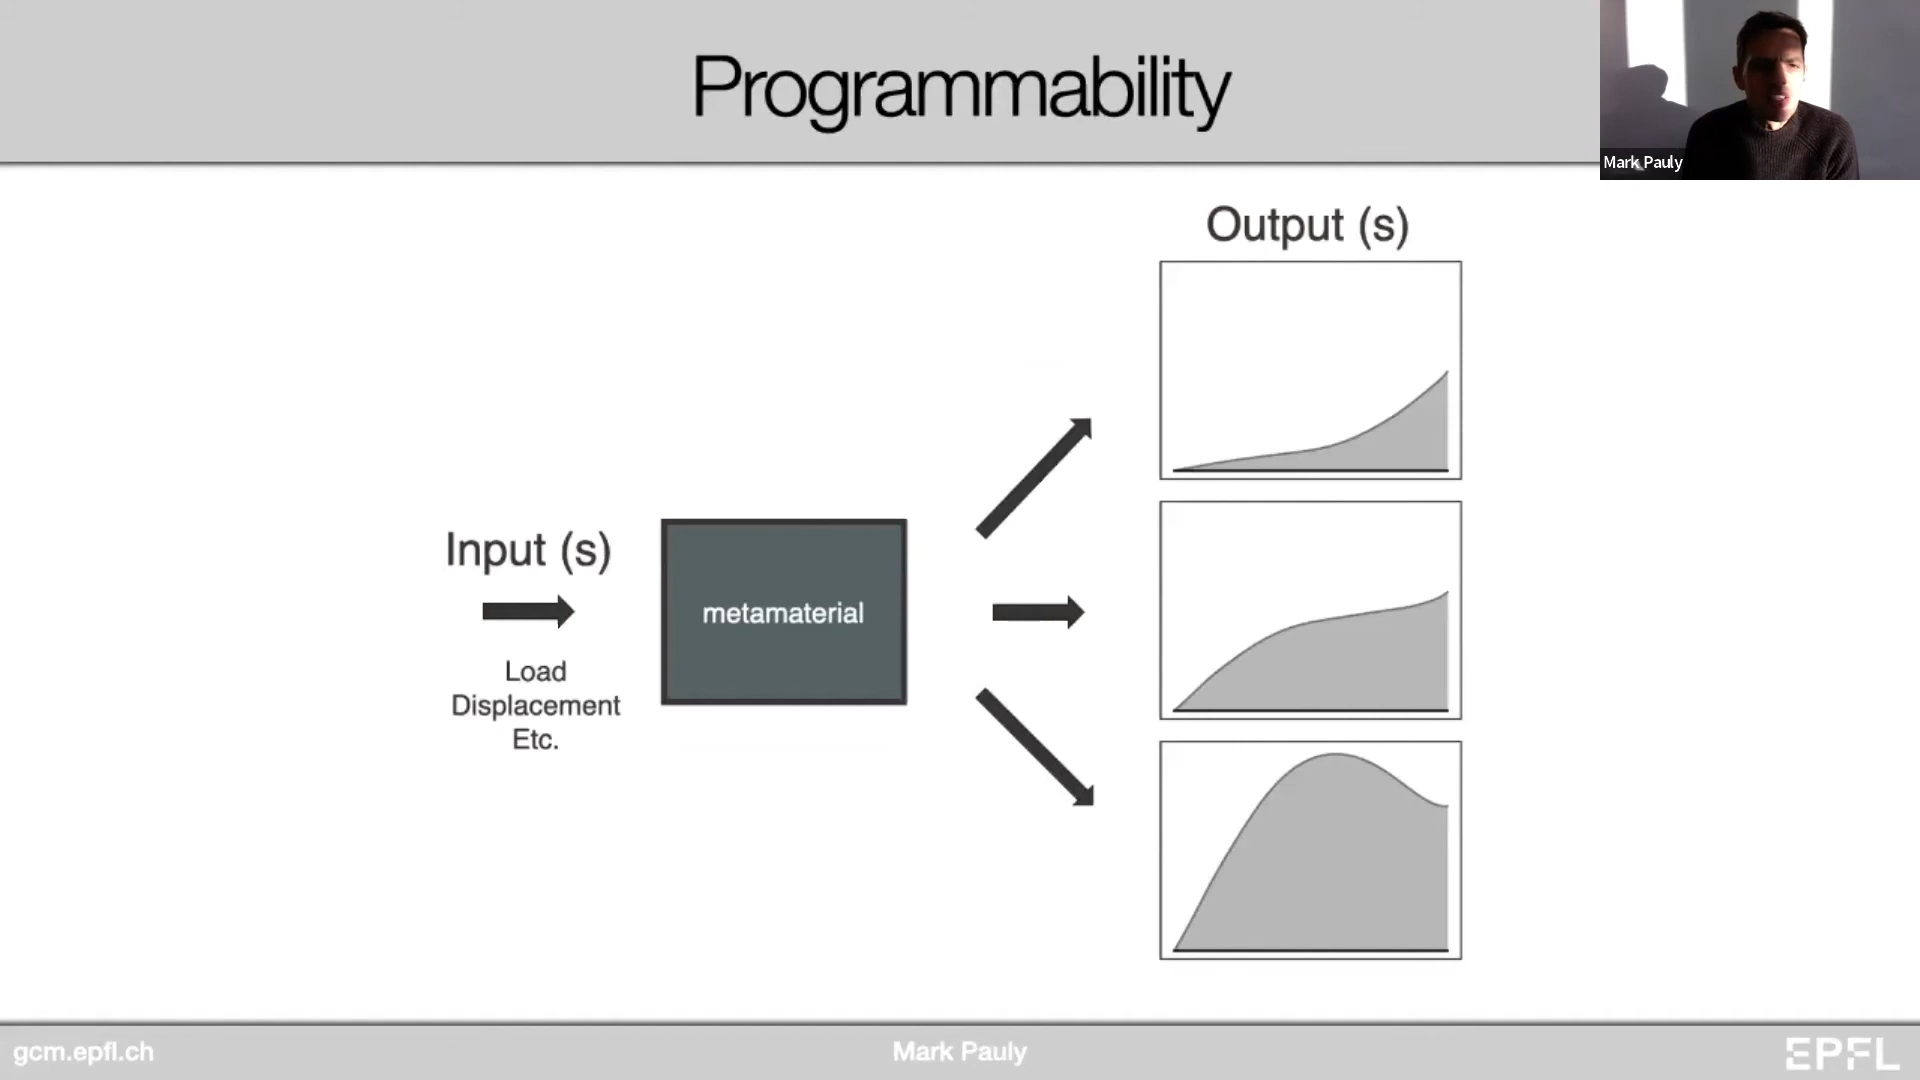 Programmability
Mark Pauly
Output (s)
Input (s)
metamaterial
Load
Displacement
Etc.
gcm.epfl.ch
Mark Pauly
EPFL